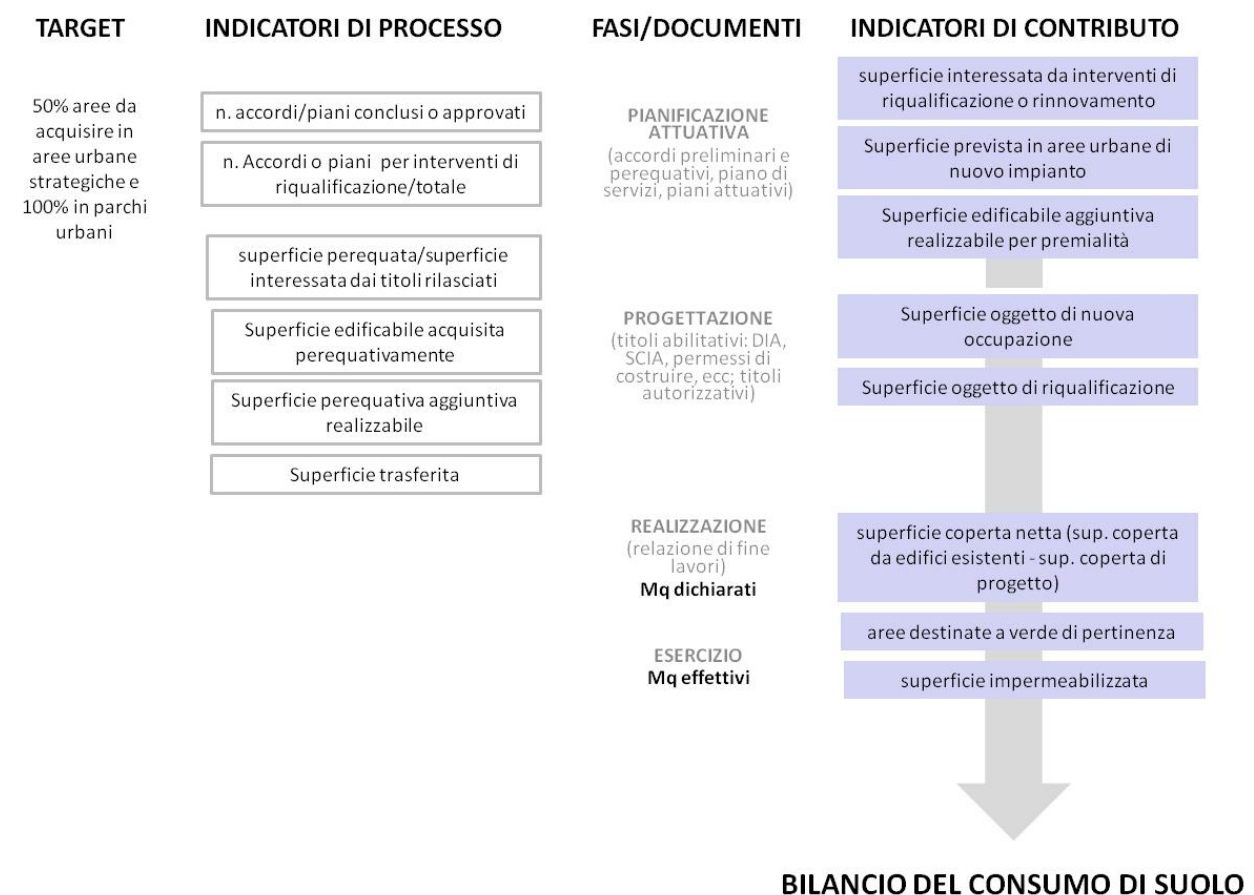 TARGET
INDICATORI DI PROCESSO
FASI/DOCUMENTI
INDICATORI DI CONTRIBUTO
50% aree da
acquisire in
aree urbane
strategiche e
100% in parchi
urbani
n. accordi/piani conclusi o approvati
n. Accordi o piani per interventi di
riqualificazione/totale
superficie perequata/superficie
interessata dai titoli rilasciati
Superficie edificabile acquisita
perequativamente
Superficie perequativa aggiuntiva
realizzabile
Superficie trasferita
PIANIFICAZIONE
ATTUATIVA
(accordi preliminari e
perequativi, piano di
servizi, piani attuativi)
PROGETTAZIONE
(titoli abilitativi: DIA,
SCIA, permessi di
costruire, ecc; titoli
autorizzativi)
REALIZZAZIONE
(relazione di fine
lavori)
Mq dichiarati
ESERCIZIO
Mq effettivi
superficie interessata da interventi di
riqualificazione o rinnovamento
Superficie prevista in aree urbane di
nuovo impianto
Superficie edificabile aggiuntiva
realizzabile per premialità
Superficie oggetto di nuova
occupazione
Superficie oggetto di riqualificazione
superficie coperta netta (sup. coperta
da edifici esistenti - sup. coperta di
progetto)
aree destinate a verde di pertinenza
superficie impermeabilizzata
BILANCIO DEL CONSUMO DI SUOLO